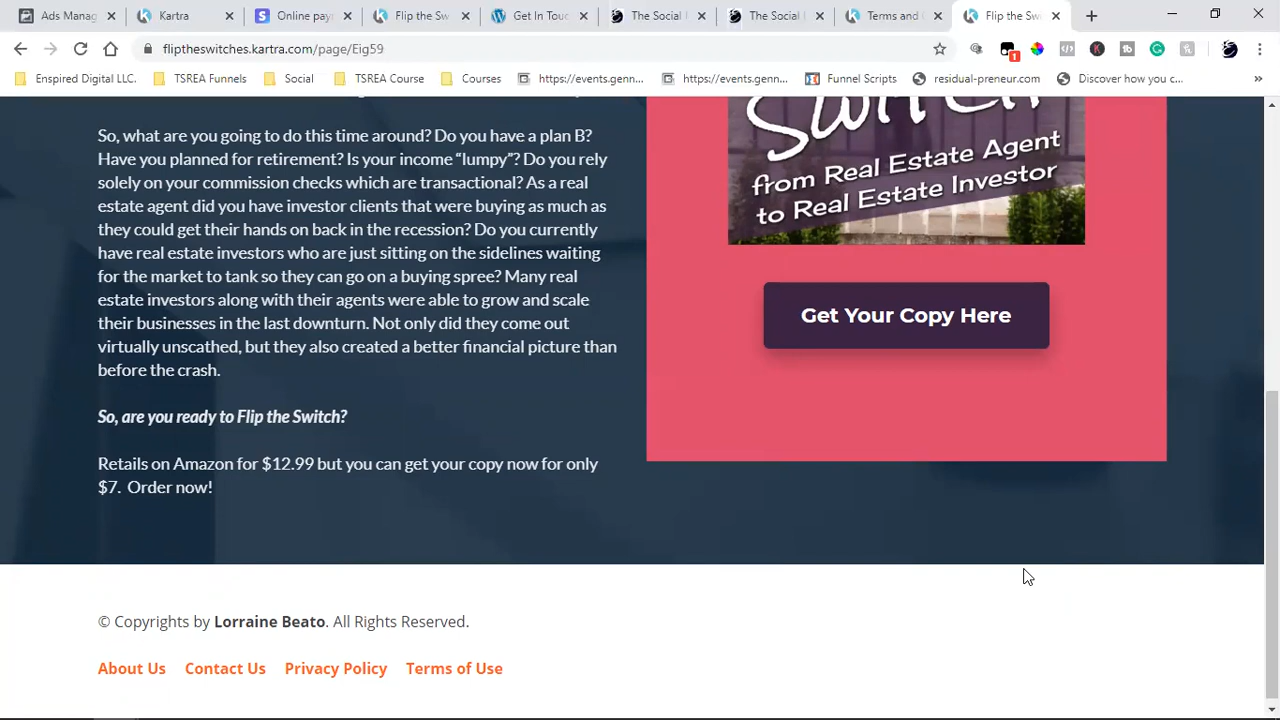 Ads Manag
Kartra
Online payı
Flip the Sw
Get In Touc
The Social
The Social
Terms and
Flip the Swi
fliptheswitches.kartra.com/page/Eig59
1
Enspired Digital LLC.
TSREA Funnels
Social
TSREA Course
Courses
https://events.genn...
https://events.genn...
Funnel Scripts
residual-preneur.com
Discover how you c...
»
So, what are you going to do this time around? Do you have a plan B?
Have you planned for retirement? Is your income “lumpy”? Do you rely
solely on your commission checks which are transactional? As a real
estate agent did you have investor clients that were buying as much as
they could get their hands on back in the recession? Do you currently
have real estate investors who are just sitting on the sidelines waiting
for the market to tank so they can go on a buying spree? Many real
estate investors along with their agents were able to grow and scale
their businesses in the last downturn. Not only did they come out
virtually unscathed, but they also created a better financial picture than
before the crash.
So, are you ready to Flip the Switch?
Retails on Amazon for $12.99 but you can get your copy now for only
$7. Order now!
Switch
from Real Estate Agent
to Real Estate Investor
Get Your Copy Here
© Copyrights by Lorraine Beato. All Rights Reserved.
About Us
Contact Us
Privacy Policy
Terms of Use